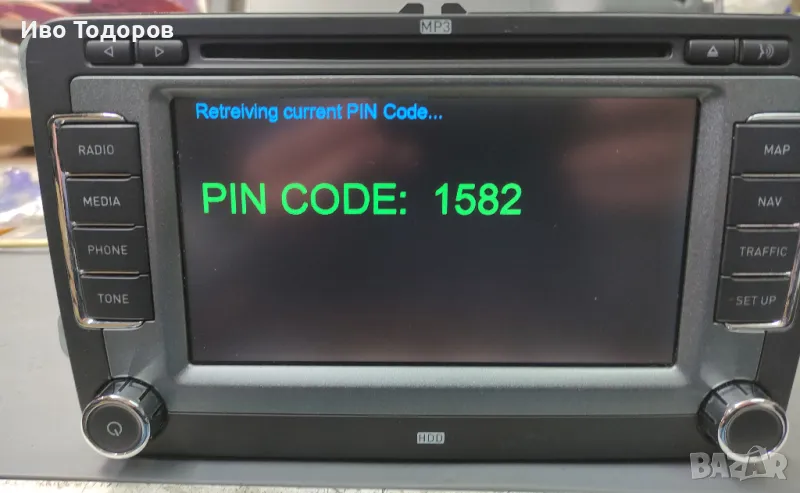 Иво Тодоров
MP3
Retreiving current PIN Code...
PIN CODE: 1582
RADIO
MEDIA
PHONE
TONE
MAP
NAV
TRAFFIC
SET UP
HDD
BAZAR